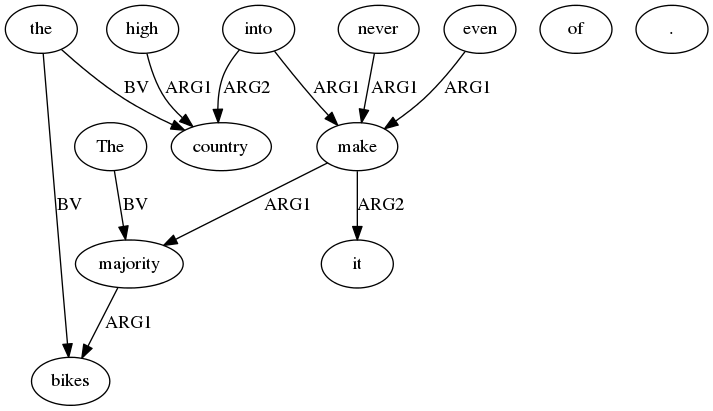 the high into never even of .
BV ARG1 ARG2 ARG1 ARG1 ARG1
The country make
BV BV ARG1 ARG2
majority it
ARG1
bikes